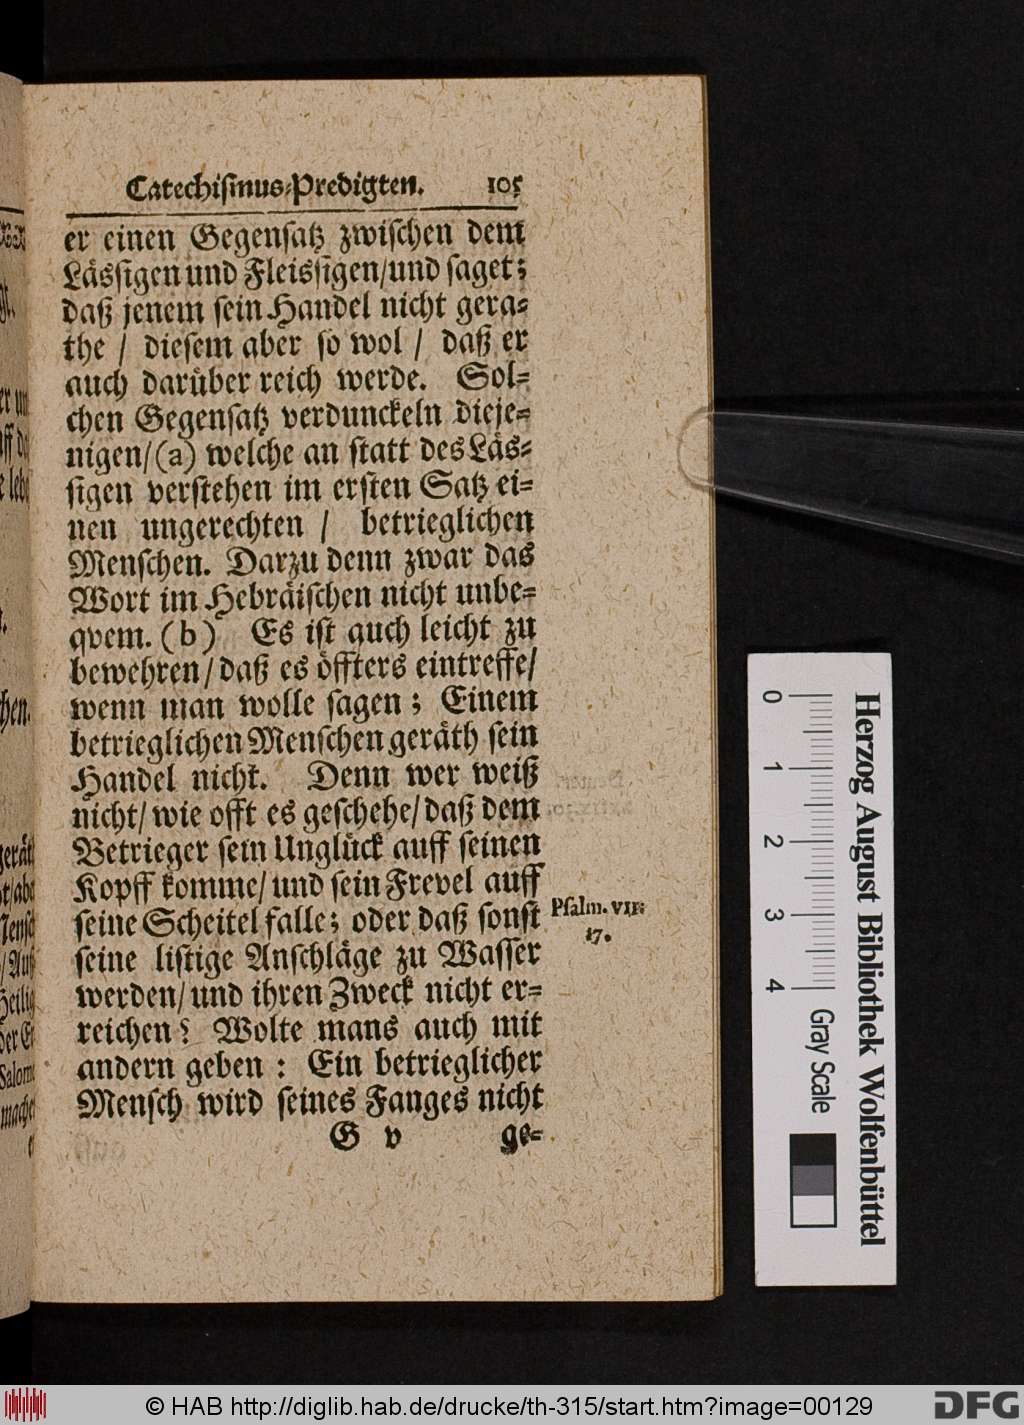 Catechismus-Predigten. 105
er einen Gegensatz zwischen dem
Lässigen und Fleissigen/und saget;
daß jenem sein Handel nicht gera-
the / diesem aber so wol / daß er
auch darüber reich werde. Sol-
chen Gegensatz verdunckeln dieje-
nigen/(a) welche an statt des Läs-
sigen verstehen im ersten Satz ei-
nen ungerechten / betrieglichen
Menschen. Darzu denn zwar das
Wort im Hebräischen nicht unbe-
qvem. (b) Es ist auch leicht zu
bewehren/daß es öffters eintreffe/
wenn man wolle sagen; Einem
betrieglichen Menschen geräth sein
Handel nicht. Denn wer weiß
nicht/wie offt es geschehe/daß dem
Betrieger sein Unglück auff seinen
Kopff komme/und sein Frevel auff
seine Scheitel falle; oder daß sonst
Psalm. VII:
17.
seine listige Anschläge zu Wasser
werden/und ihren Zweck nicht er-
reichen? Wolte mans auch mit
andern geben : Ein betrieglicher
Mensch wird seines Fanges nicht
G v ge-
0 1 2 3 4
Gray Scale
Herzog August Bibliothek Wolfenbüttel
© HAB http://diglib.hab.de/drucke/th-315/start.htm?image=00129
DFG